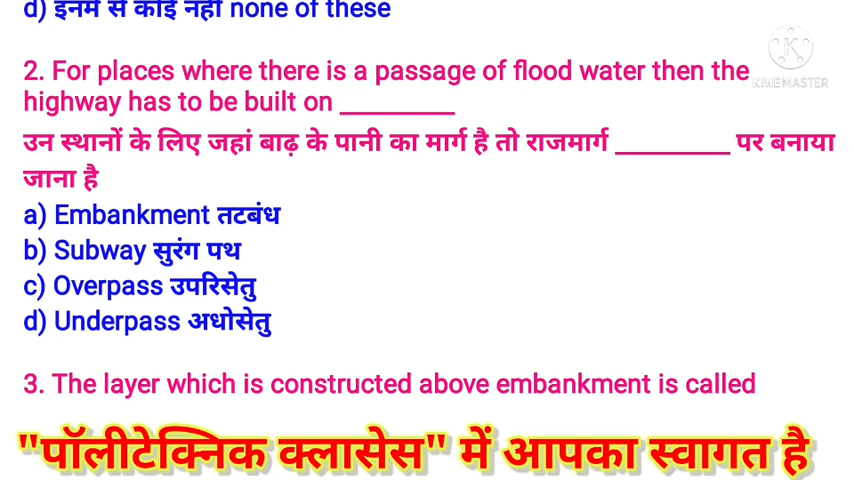 d) इनमें से कोई नहीं none of these
2. For places where there is a passage of flood water then the
highway has to be built on __________
उन स्थानों के लिए जहां बाढ़ के पानी का मार्ग है तो राजमार्ग __________ पर बनाया
जाना है
a) Embankment तटबंध
b) Subway सुरंग पथ
c) Overpass उपरिसेतु
d) Underpass अधोसेतु
3. The layer which is constructed above embankment is called
"पॉलीटेक्निक क्लासेस" में आपका स्वागत है
K
KINEMASTER